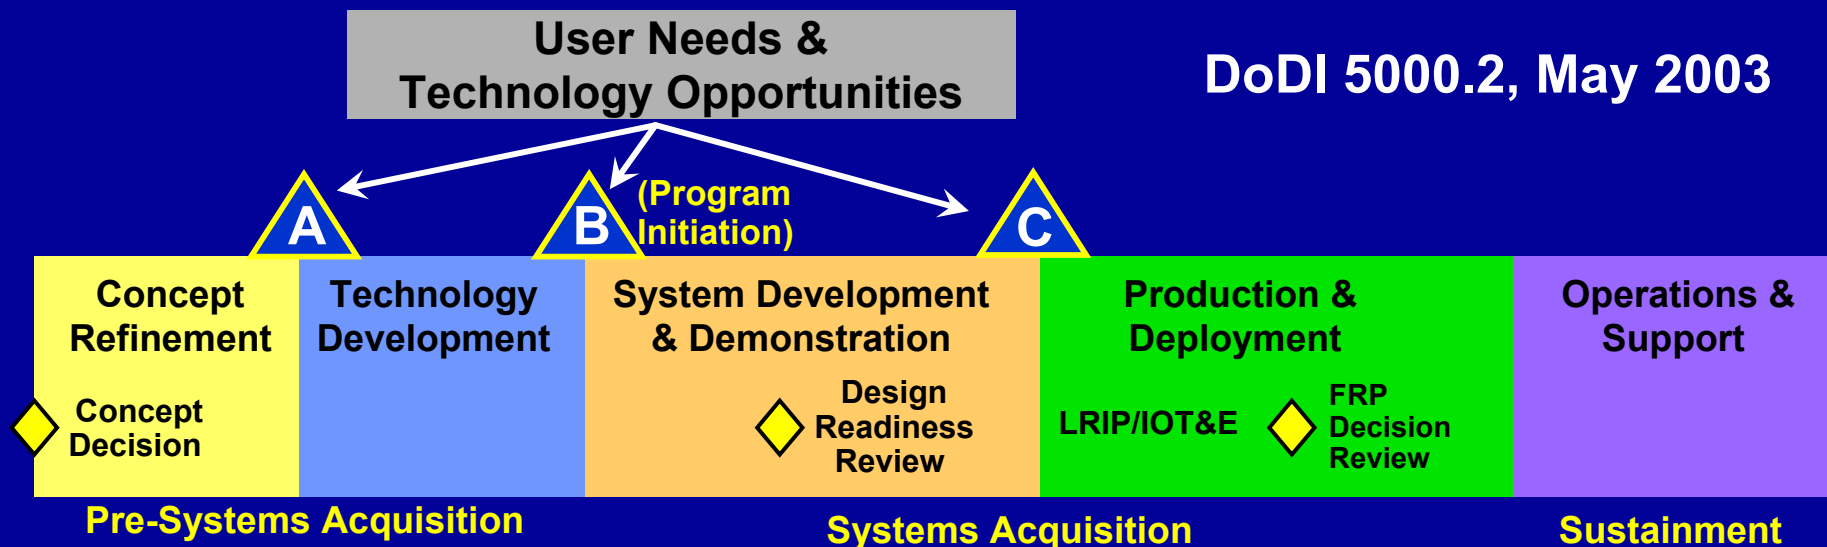 User Needs &
Technology Opportunities
DoDI 5000.2, May 2003
A
B
(Program
Initiation)
C
Concept
Refinement
Technology
Development
System Development
& Demonstration
Production &
Deployment
Operations &
Support
Concept
Decision
Design
Readiness
Review
LRIP/IOT&E
FRP
Decision
Review
Pre-Systems Acquisition
Systems Acquisition
Sustainment